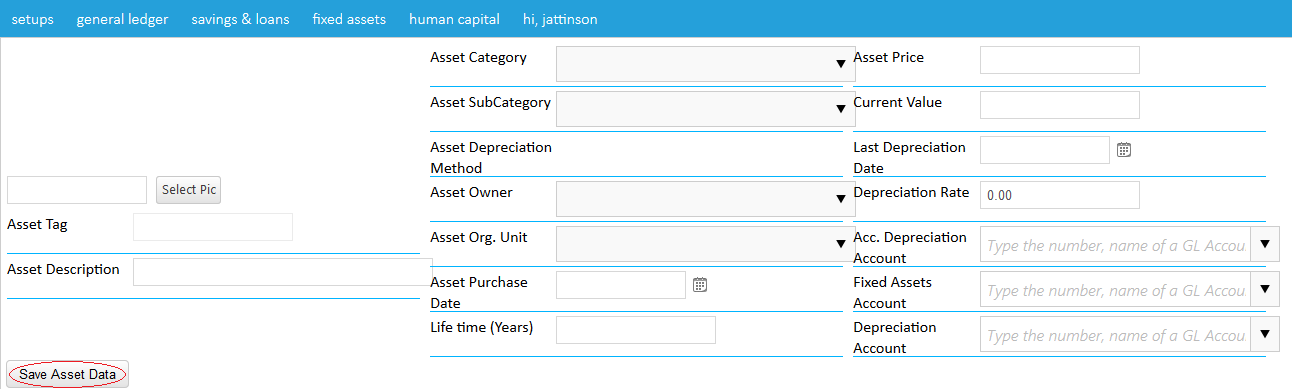 setups general ledger savings & loans fixed assets human capital hi, jattinson
Select Pic
Asset Tag
Asset Description
Save Asset Data
Asset Category
Asset SubCategory
Asset Depreciation
Method
Asset Owner
Asset Org. Unit
Asset Purchase
Date
Life time (Years)
Asset Price
Current Value
Last Depreciation
Date
Depreciation Rate 0.00
Acc. Depreciation
Account
Type the number, name of a GL Accou
Fixed Assets
Account
Type the number, name of a GL Accou
Depreciation
Account
Type the number, name of a GL Accou